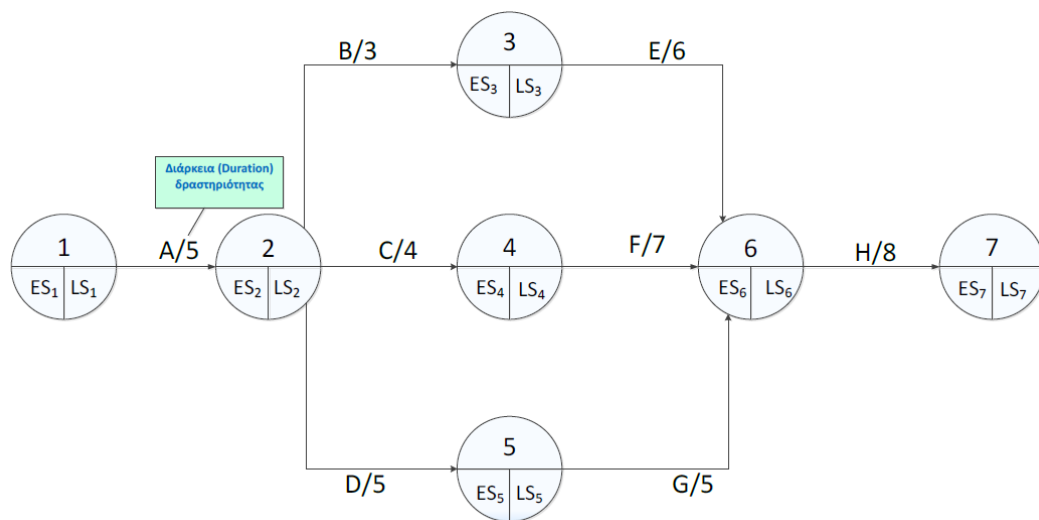 B/3
3
E/6
ES₃ LS₃
Διάρκεια (Duration)
δραστηριότητας
1
A/5
2
C/4
4
F/7
6
H/8
7
ES₁ LS₁
ES₂ LS₂
ES₄ LS₄
ES₆ LS₆
ES₇ LS₇
5
D/5
ES₅ LS₅
G/5